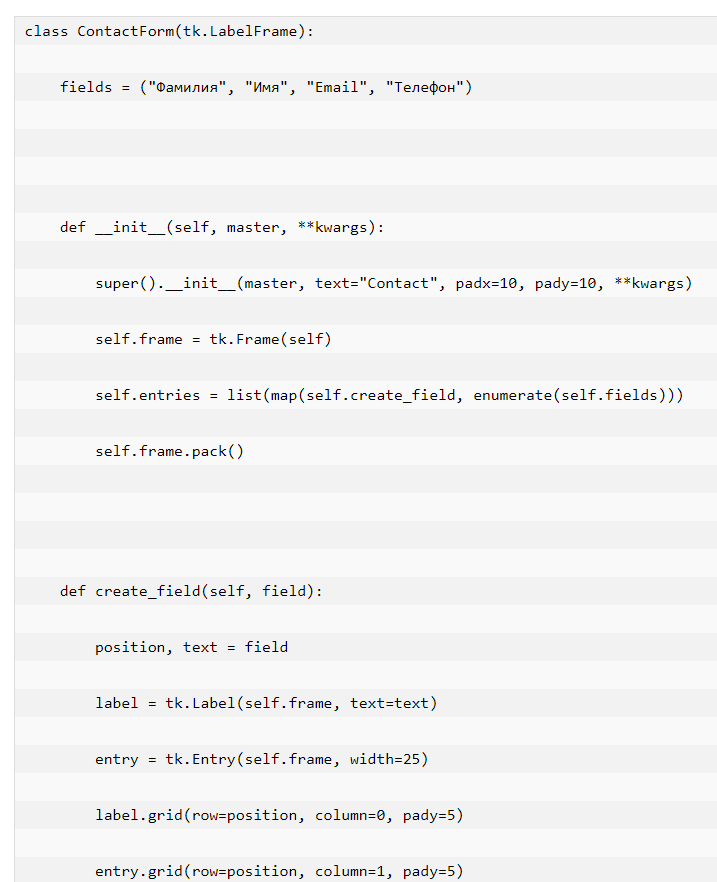 class ContactForm(tk.LabelFrame):
    fields = ("Фамилия", "Имя", "Email", "Телефон")
    def __init__(self, master, **kwargs):
        super().__init__(master, text="Contact", padx=10, pady=10, **kwargs)
        self.frame = tk.Frame(self)
        self.entries = list(map(self.create_field, enumerate(self.fields)))
        self.frame.pack()
    def create_field(self, field):
        position, text = field
        label = tk.Label(self.frame, text=text)
        entry = tk.Entry(self.frame, width=25)
        label.grid(row=position, column=0, pady=5)
        entry.grid(row=position, column=1, pady=5)